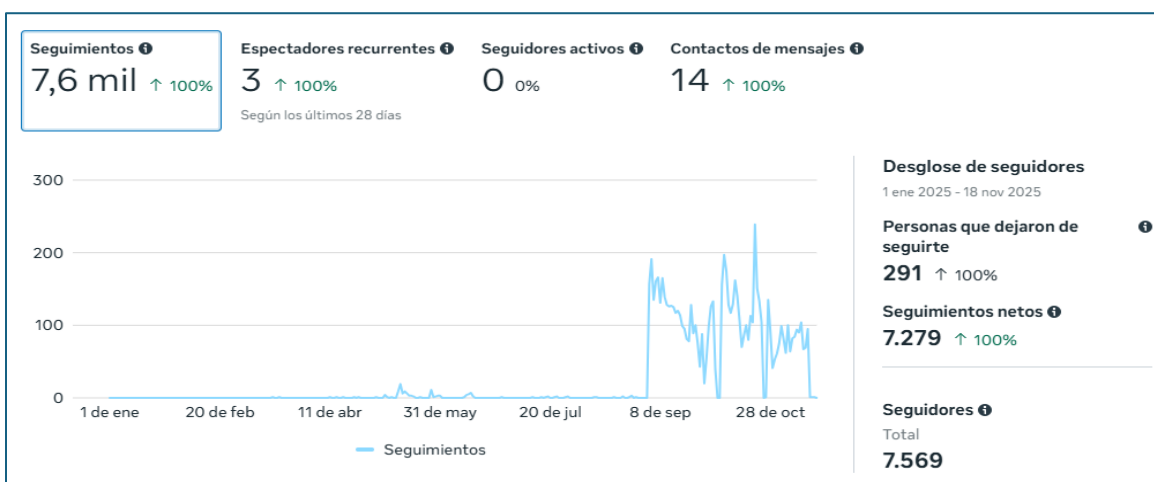 Seguimientos
Espectadores recurrentes
Seguidores activos
Contactos de mensajes
7,6 mil ↑ 100%
3 ↑ 100%
0 0%
14 ↑ 100%
Según los últimos 28 días
300
200
100
0
1 de ene
20 de feb
11 de abr
31 de may
20 de jul
8 de sep
28 de oct
Seguimientos
Desglose de seguidores
1 ene 2025 - 18 nov 2025
Personas que dejaron de
seguirte
291 ↑ 100%
Seguimientos netos
7.279 ↑ 100%
Seguidores
Total
7.569